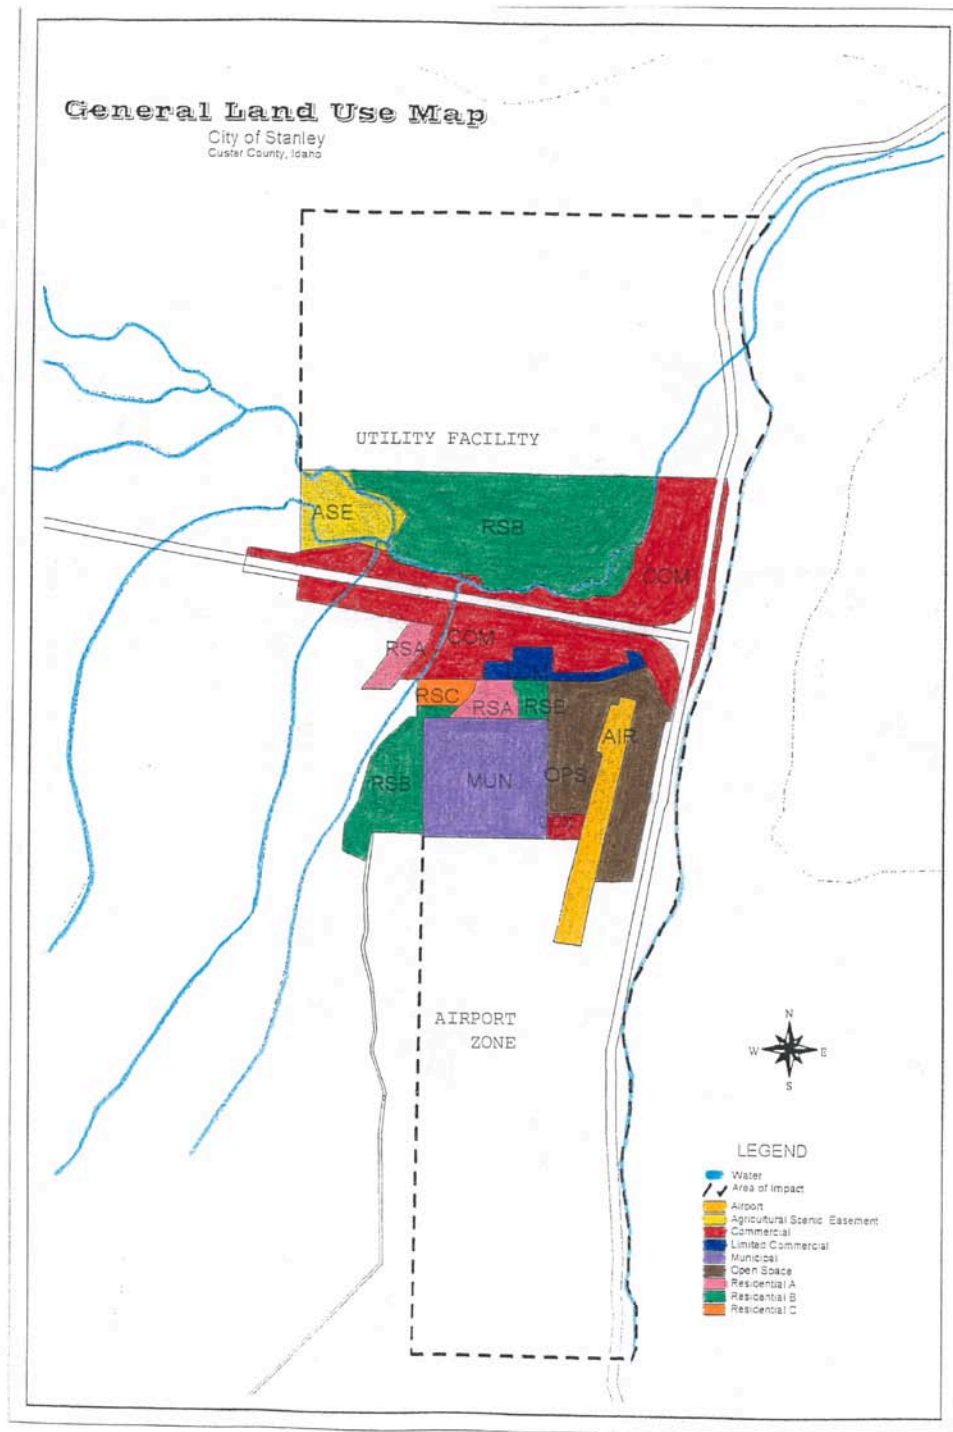 General Land Use Map
City of Stanley
Custer County, Idaho
UTILITY FACILITY
ASE
RSB
COM
COM
RSA
RSC
RSA
RSB
AIR
OPS
RSB
MUN
AIRPORT
ZONE
N
W E
S
LEGEND
Water
Area of Impact
Airport
Agricultural Scenic Easement
Commercial
Limited Commercial
Municipal
Open Space
Residential A
Residential B
Residential C